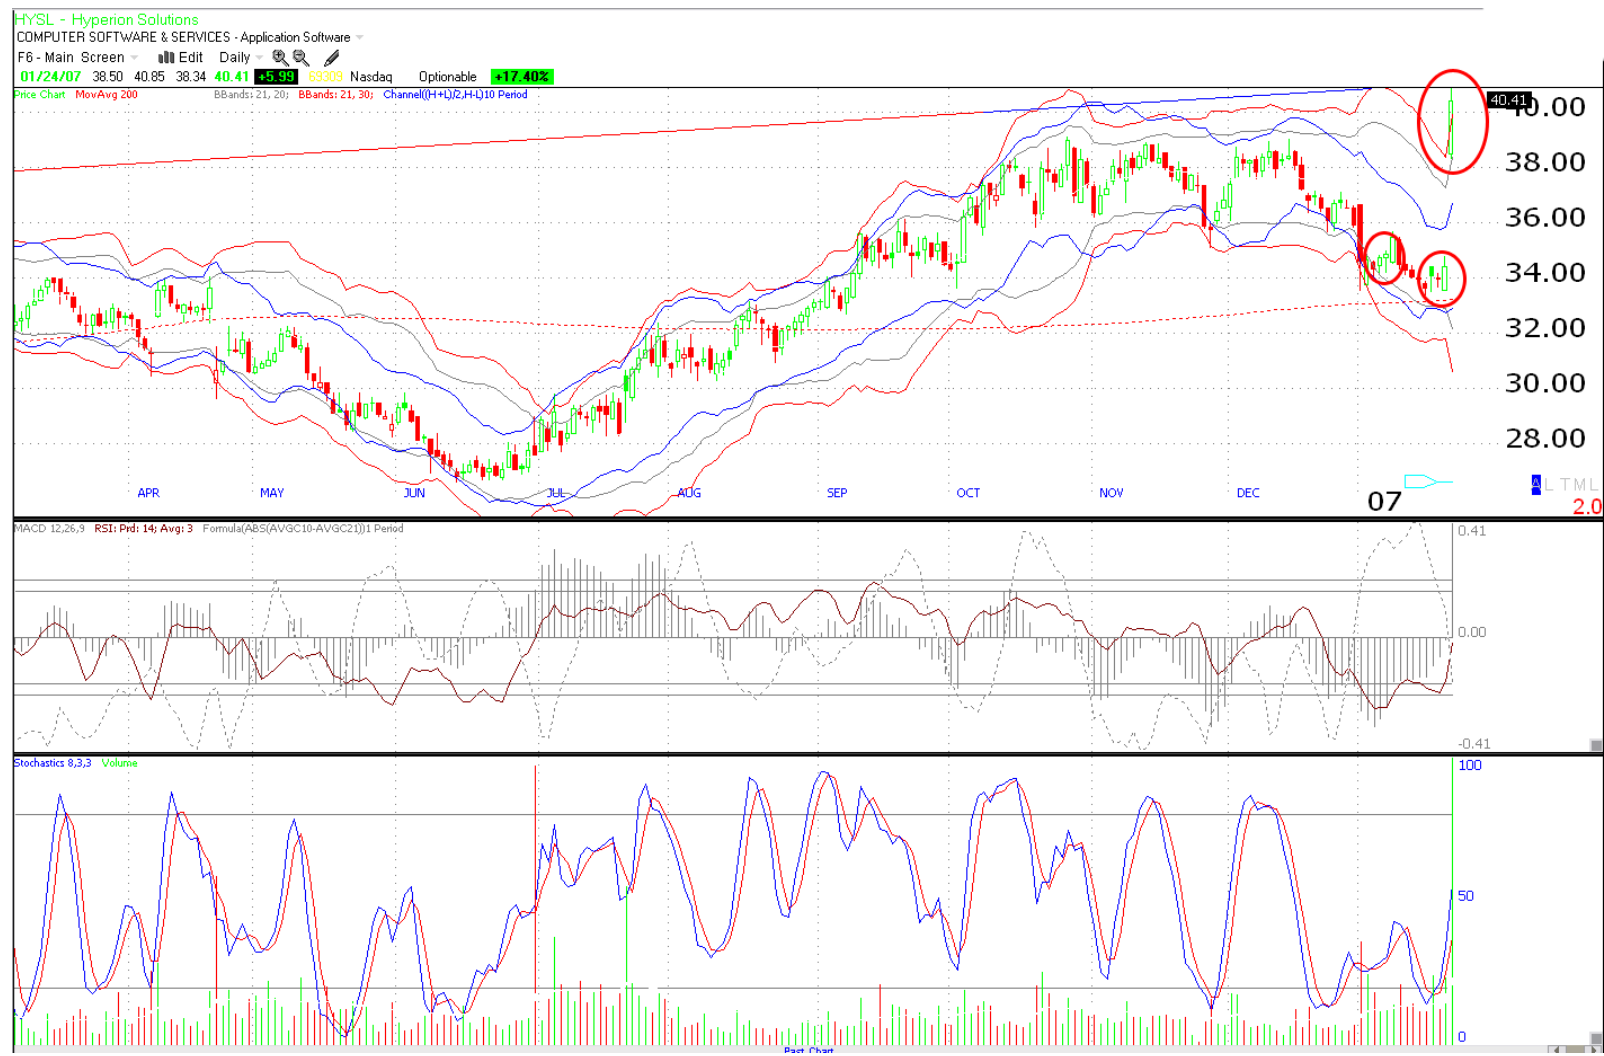 HYSL - Hyperion Solutions
COMPUTER SOFTWARE & SERVICES - Application Software
F6 - Main Screen Edit Daily
01/24/07 38.50 40.85 38.34 40.41 +5.99 69309 Nasdaq Optionable +17.40%
Price Chart MovAvg 200 BBands: 21, 20; BBands: 21, 30; Channel((H+L)/2,H-L)10 Period
40.41
40.00
38.00
36.00
34.00
32.00
30.00
28.00
APR MAY JUN JUL AUG SEP OCT NOV DEC 07
A L T M L
2.0
MACD 12,26,9 RSI: Prd: 14; Avg: 3 Formula(ABS(AVGC10-AVGC21))1 Period
0.41
0.00
-0.41
Stochastics 8,3,3 Volume
100
50
0
Past Chart